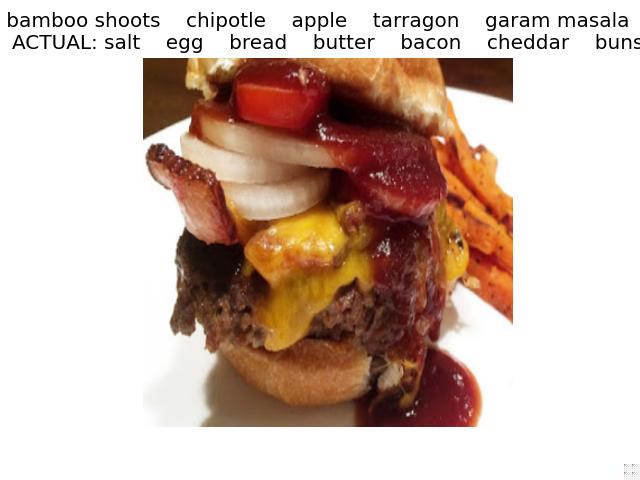 bamboo shoots chipotle apple tarragon garam masala
ACTUAL: salt egg bread butter bacon cheddar buns